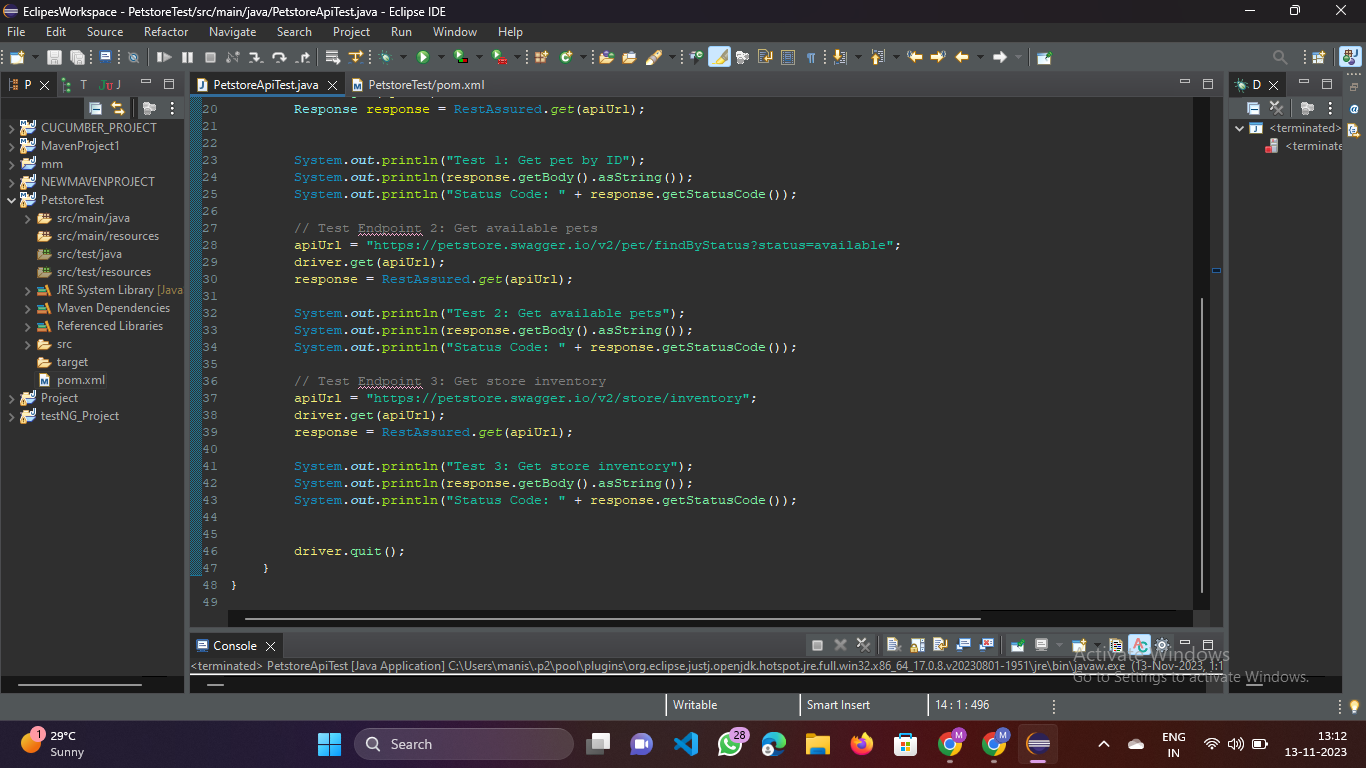 EclipesWorkspace - PetstoreTest/src/main/java/PetstoreApiTest.java - Eclipse IDE
File Edit Source Refactor Navigate Search Project Run Window Help
P T Ju J
PetstoreApiTest.java PetstoreTest/pom.xml
D
CUCUMBER_PROJECT
MavenProject1
mm
NEWMAVENPROJECT
PetstoreTest
src/main/java
src/main/resources
src/test/java
src/test/resources
JRE System Library [Java
Maven Dependencies
Referenced Libraries
src
target
pom.xml
Project
testNG_Project
20 Response response = RestAssured.get(apiUrl);
21
22
23 System.out.println("Test 1: Get pet by ID");
24 System.out.println(response.getBody().asString());
25 System.out.println("Status Code: " + response.getStatusCode());
26
27 // Test Endpoint 2: Get available pets
28 apiUrl = "https://petstore.swagger.io/v2/pet/findByStatus?status=available";
29 driver.get(apiUrl);
30 response = RestAssured.get(apiUrl);
31
32 System.out.println("Test 2: Get available pets");
33 System.out.println(response.getBody().asString());
34 System.out.println("Status Code: " + response.getStatusCode());
35
36 // Test Endpoint 3: Get store inventory
37 apiUrl = "https://petstore.swagger.io/v2/store/inventory";
38 driver.get(apiUrl);
39 response = RestAssured.get(apiUrl);
40
41 System.out.println("Test 3: Get store inventory");
42 System.out.println(response.getBody().asString());
43 System.out.println("Status Code: " + response.getStatusCode());
44
45
46 driver.quit();
47 }
48 }
49
<terminated>
<terminate
Console
<terminated> PetstoreApiTest [Java Application] C:\Users\manis\.p2\pool\plugins\org.eclipse.justj.openjdk.hotspot.jre.full.win32.x86_64_17.0.8.v20230801-1951\jre\bin\javaw.exe (13-Nov-2023, 1:1
Activate Windows
Go to Settings to activate Windows.
Writable Smart Insert 14 : 1 : 496
1
29°C
Sunny
Search
28
M
M
ENG
IN
13:12
13-11-2023